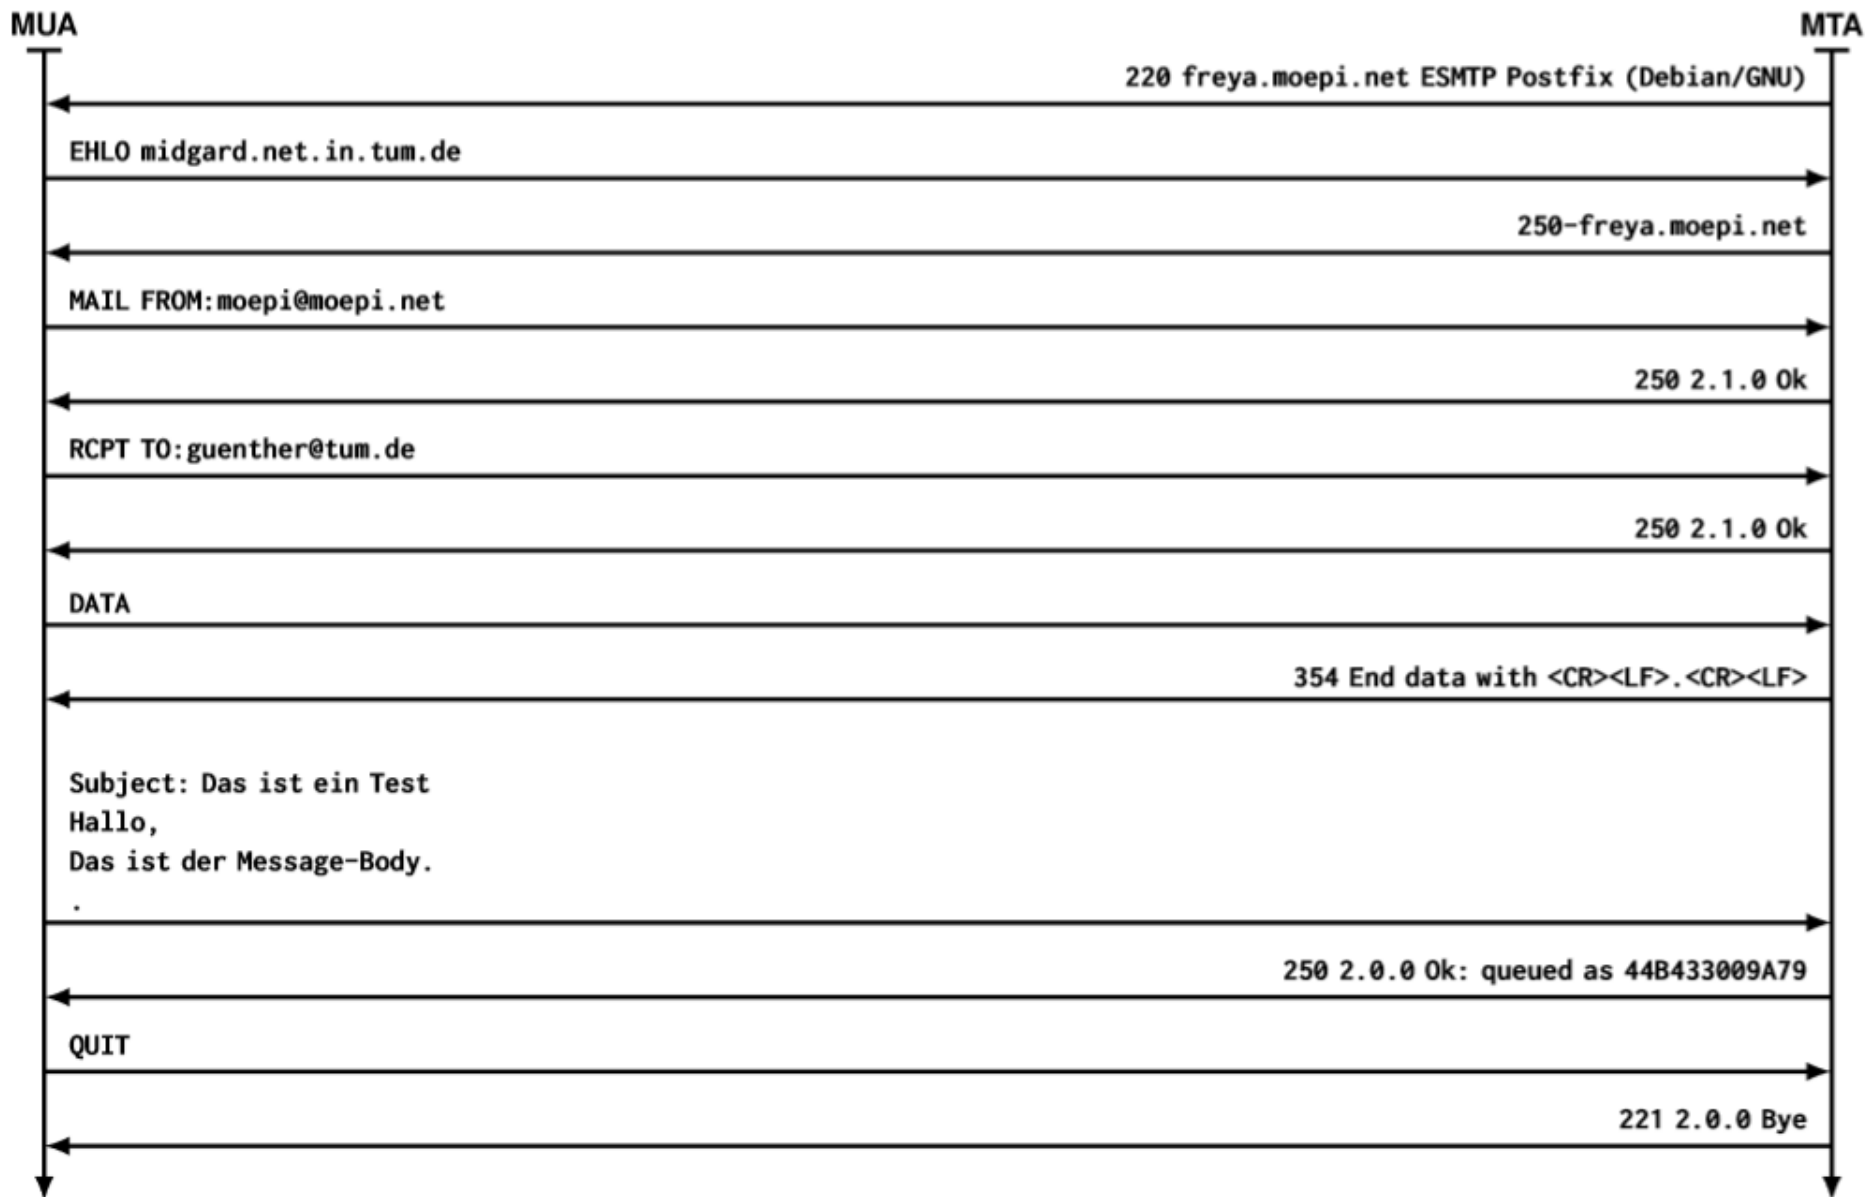 MUA
MTA
220 freya.moepi.net ESMTP Postfix (Debian/GNU)
EHLO midgard.net.in.tum.de
250-freya.moepi.net
MAIL FROM:moepi@moepi.net
250 2.1.0 Ok
RCPT TO:guenther@tum.de
250 2.1.0 Ok
DATA
354 End data with <CR><LF>.<CR><LF>
Subject: Das ist ein Test
Hallo,
Das ist der Message-Body.
.
250 2.0.0 Ok: queued as 44B433009A79
QUIT
221 2.0.0 Bye